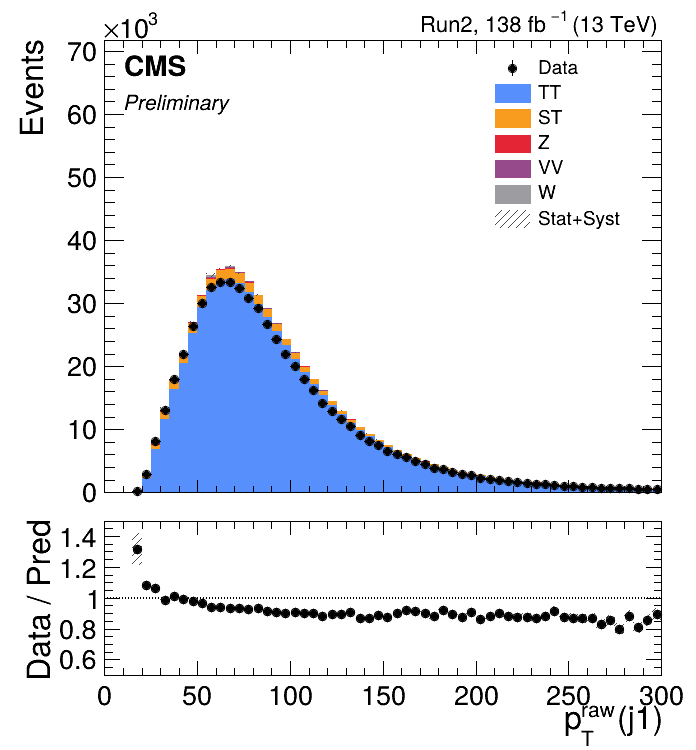 ×10³
Run2, 138 fb⁻¹ (13 TeV)
Events
70
60
50
40
30
20
10
0
CMS
Preliminary
Data
TT
ST
Z
VV
W
Stat+Syst
Data / Pred
1.4
1.2
1
0.8
0.6
0 50 100 150 200 250 300
p_T^raw (j1)